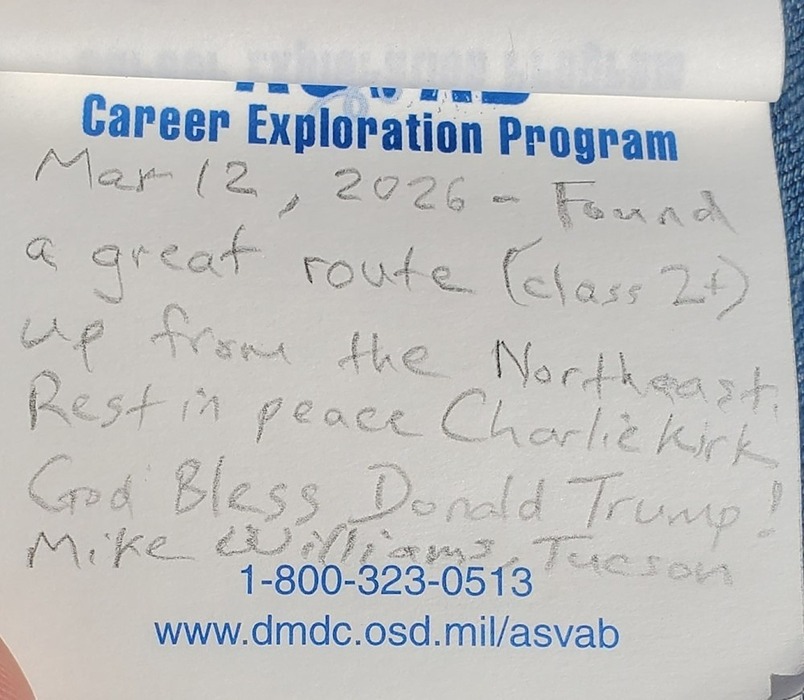 Career Exploration Program
Mar 12, 2026 - Found
a great route (class 2+)
up from the Northeast.
Rest in peace Charlie Kirk
God Bless Donald Trump!
Mike Williams, Tucson
1-800-323-0513
www.dmdc.osd.mil/asvab